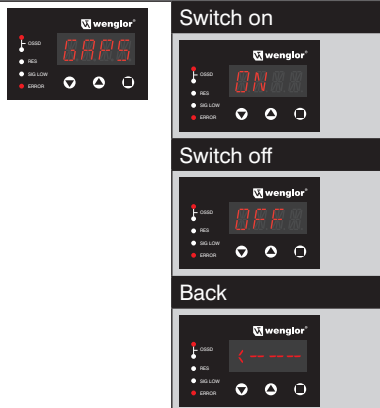 wenglor®
OSSD
RES
SIG LOW
ERROR
GAPS
Switch on
wenglor®
OSSD
RES
SIG LOW
ERROR
ON
Switch off
wenglor®
OSSD
RES
SIG LOW
ERROR
OFF
Back
wenglor®
OSSD
RES
SIG LOW
ERROR
<-----